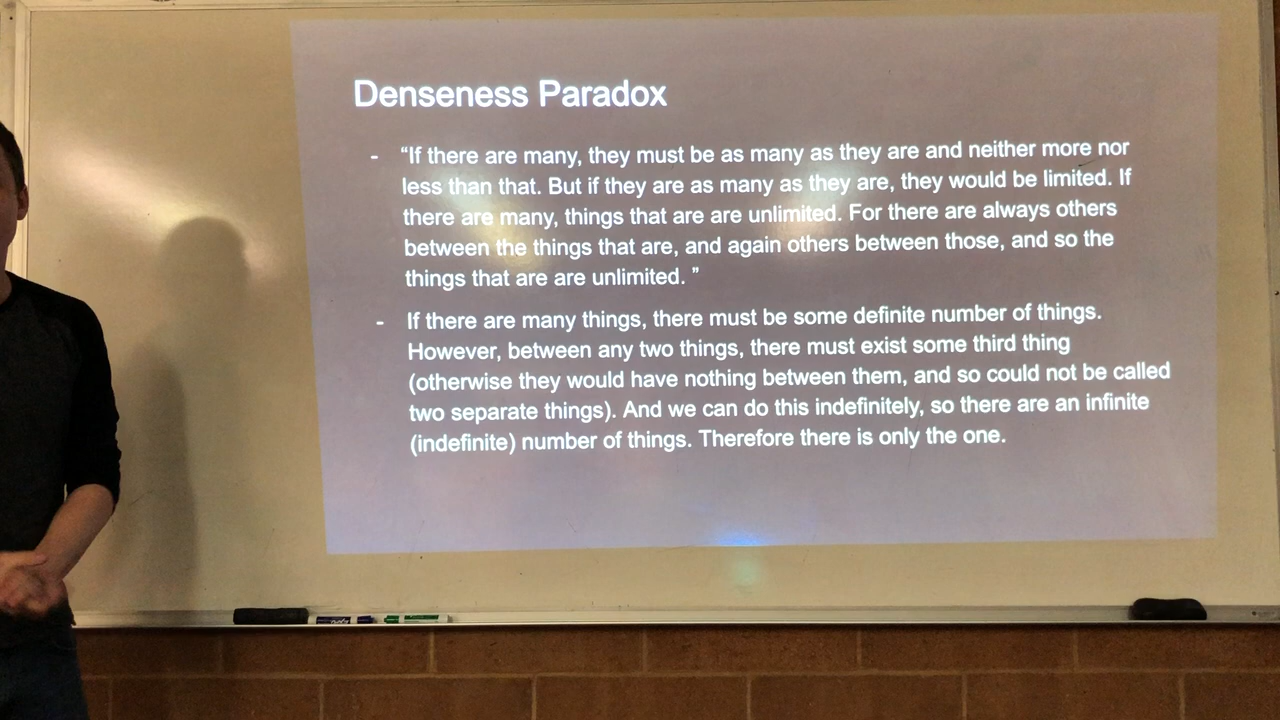 Denseness Paradox
- “If there are many, they must be as many as they are and neither more nor
less than that. But if they are as many as they are, they would be limited. If
there are many, things that are are unlimited. For there are always others
between the things that are, and again others between those, and so the
things that are are unlimited. ”
- If there are many things, there must be some definite number of things.
However, between any two things, there must exist some third thing
(otherwise they would have nothing between them, and so could not be called
two separate things). And we can do this indefinitely, so there are an infinite
(indefinite) number of things. Therefore there is only the one.